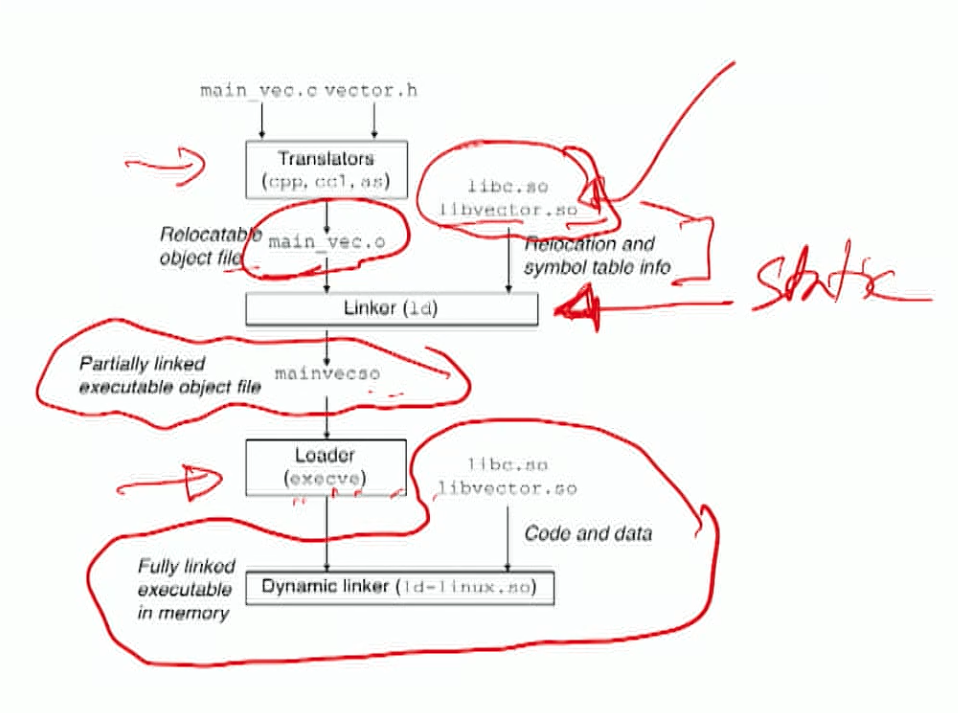 main_vec.c vector.h
Translators
(cpp, cc1, as)
libc.so
libvector.so
Relocatable
object file
main_vec.o
Relocation and
symbol table info
Linker (ld)
static
Partially linked
executable object file
mainvecso
Loader
(execve)
libc.so
libvector.so
Code and data
Fully linked
executable
in memory
Dynamic linker (ld-linux.so)